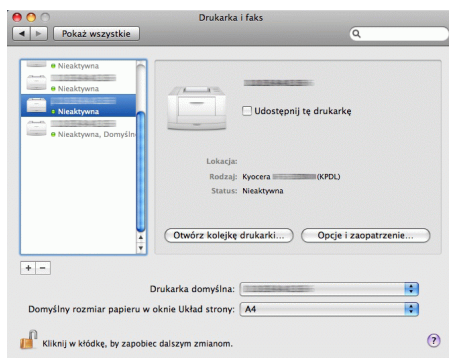 Drukarka i faks
Pokaż wszystkie
Nieaktywna
Nieaktywna
Nieaktywna
Nieaktywna, Domyśln
Udostępnij tę drukarkę
Lokacja:
Rodzaj: Kyocera (KPDL)
Status: Nieaktywna
Otwórz kolejkę drukarki...
Opcje i zaopatrzenie...
+ −
Drukarka domyślna:
Domyślny rozmiar papieru w oknie Układ strony: A4
Kliknij w kłódkę, by zapobiec dalszym zmianom.
?